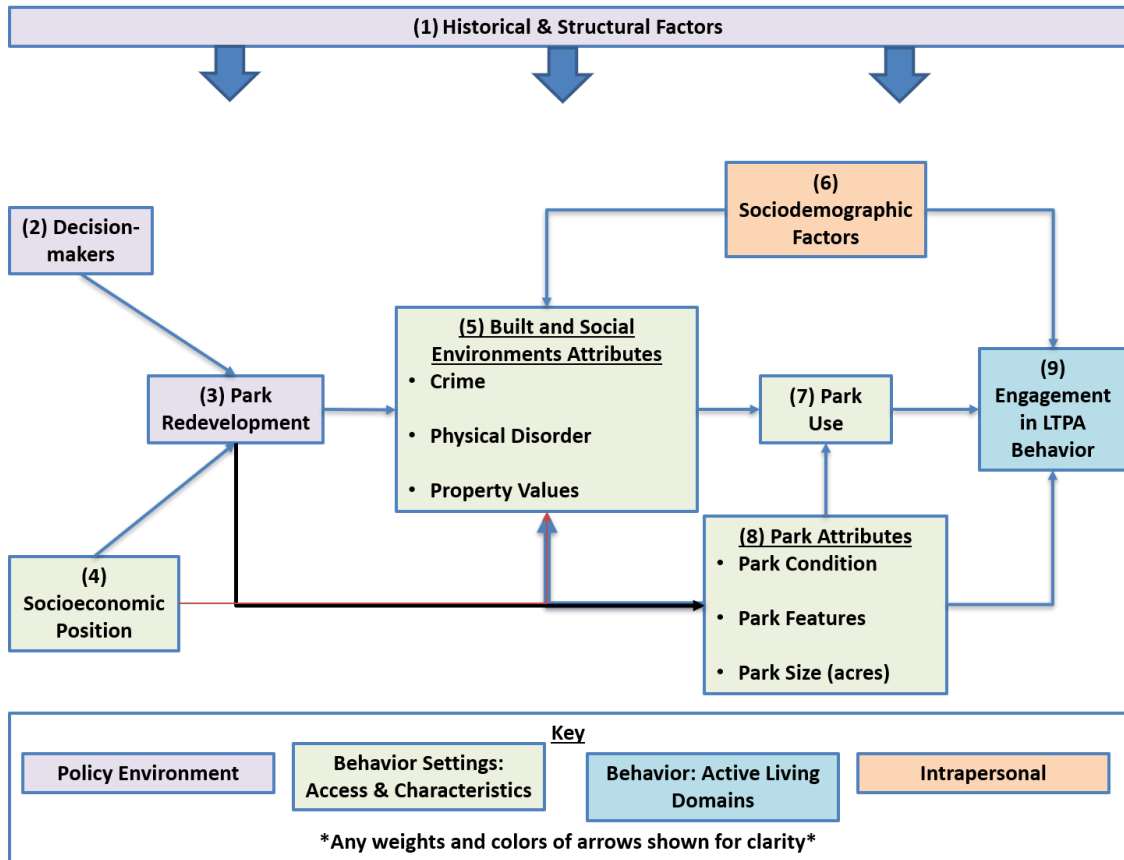 (1) Historical & Structural Factors
(6)
Sociodemographic
Factors
(2) Decision-
makers
(5) Built and Social
Environments Attributes
• Crime
• Physical Disorder
• Property Values
(3) Park
Redevelopment
(7) Park
Use
(9)
Engagement
in LTPA
Behavior
(4)
Socioeconomic
Position
(8) Park Attributes
• Park Condition
• Park Features
• Park Size (acres)
Key
Policy Environment
Behavior Settings:
Access & Characteristics
Behavior: Active Living
Domains
Intrapersonal
*Any weights and colors of arrows shown for clarity*